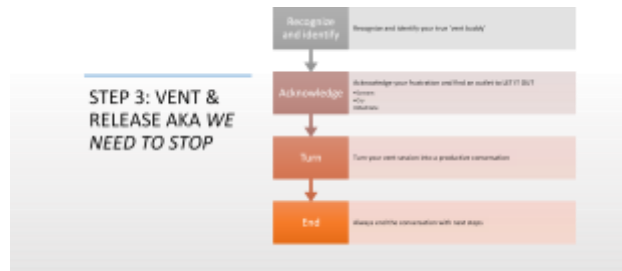 STEP 3: VENT &
RELEASE AKA WE
NEED TO STOP
Recognize
and identify
Recognize and identify your true 'vent buddy'
Acknowledge
Acknowledge your frustration and find an outlet to LET IT OUT
•Scream
•Cry
Turn
Turn your vent session into a productive conversation
End
Always end the conversation with next steps